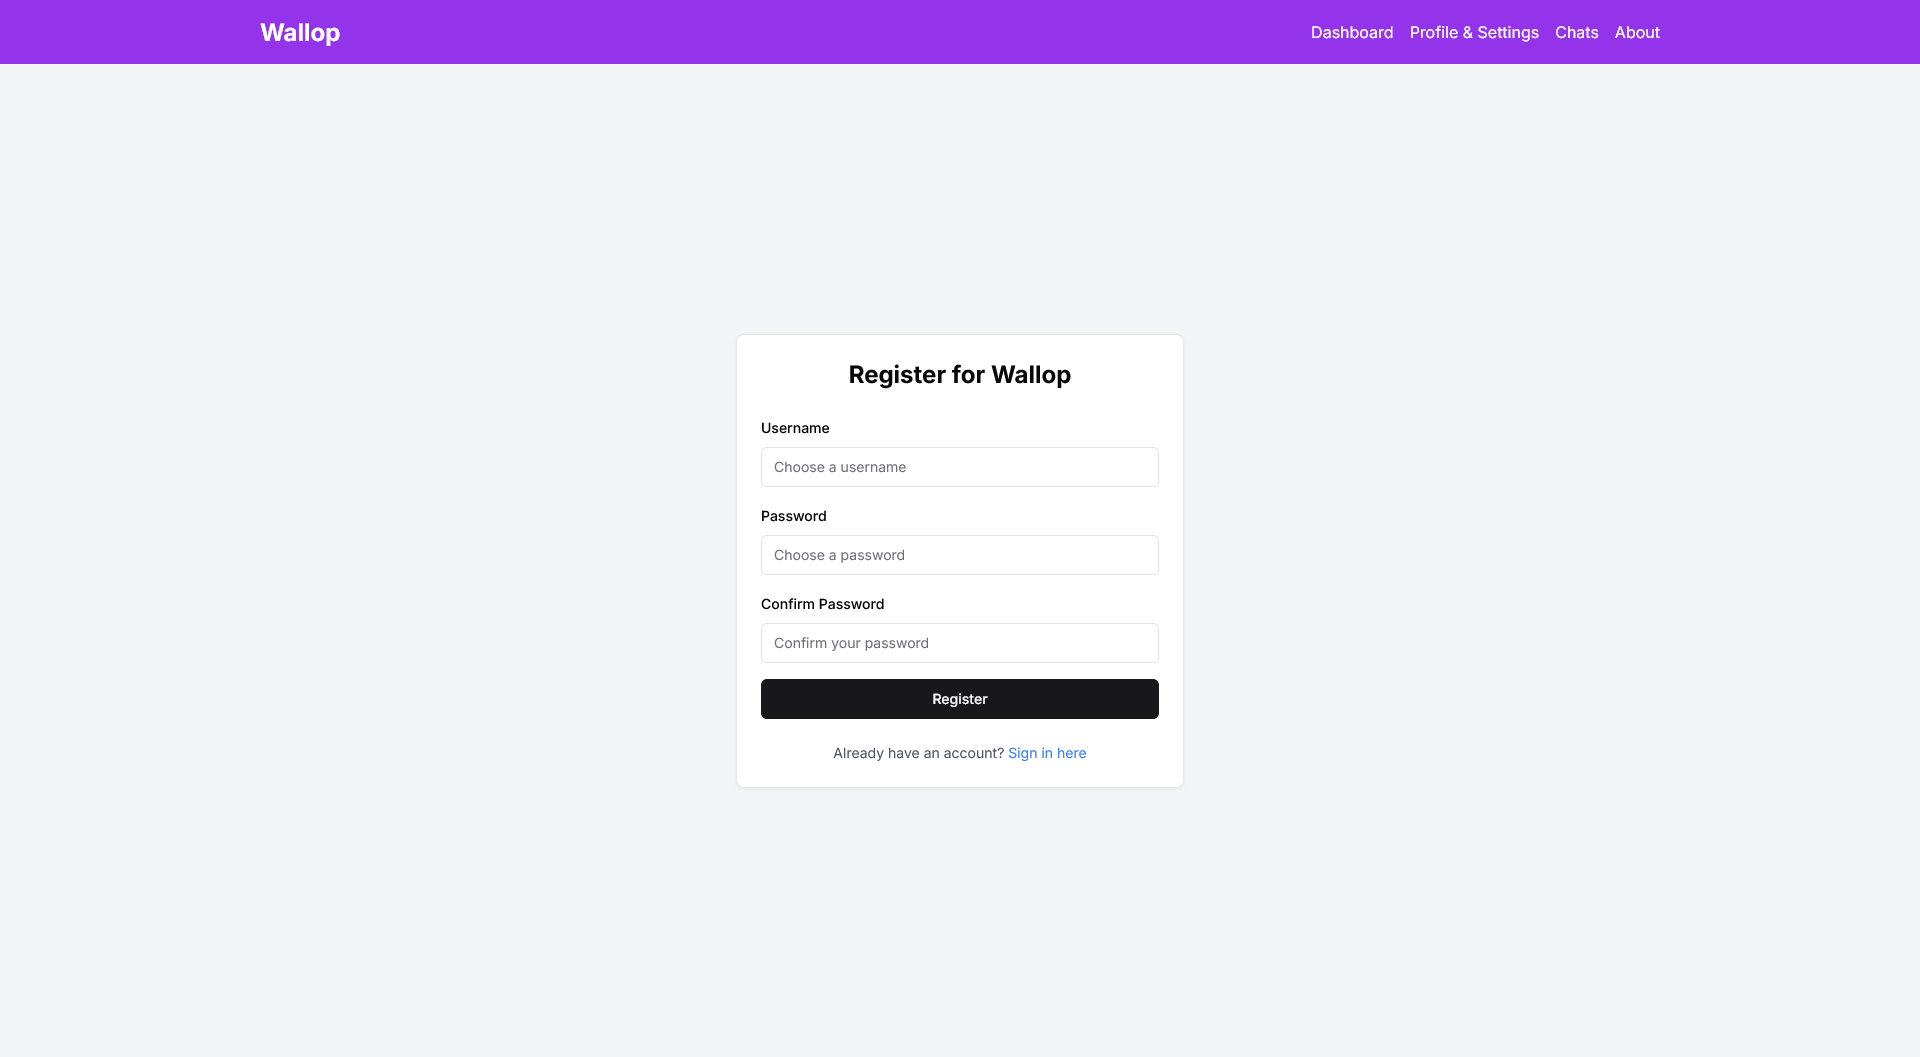 Wallop
Dashboard Profile & Settings Chats About
Register for Wallop
Username
Choose a username
Password
Choose a password
Confirm Password
Confirm your password
Register
Already have an account? Sign in here